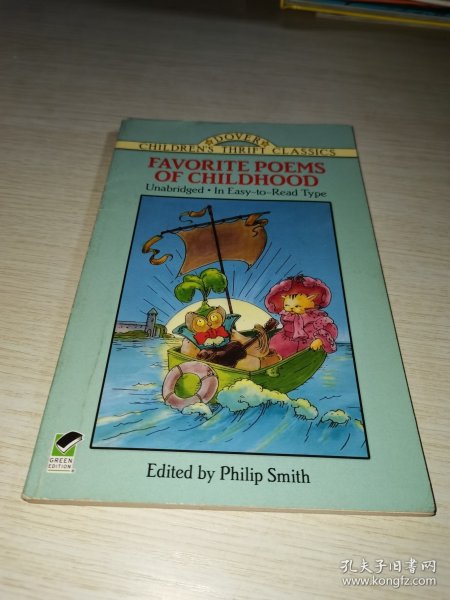 DOVER
CHILDREN'S THRIFT CLASSICS
FAVORITE POEMS
OF CHILDHOOD
Unabridged • In Easy-to-Read Type
GREEN
EDITION
Edited by Philip Smith
孔夫子旧书网
www.kongfz.com